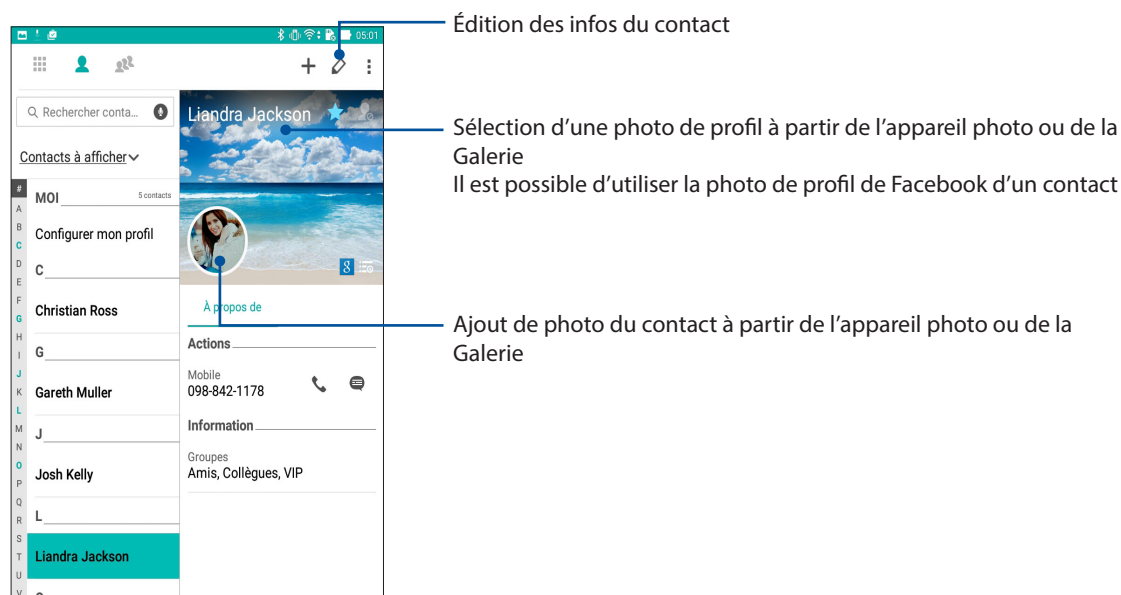 Édition des infos du contact
05:01
Rechercher conta...
Liandra Jackson
Sélection d'une photo de profil à partir de l'appareil photo ou de la
Galerie
Il est possible d'utiliser la photo de profil de Facebook d'un contact
Contacts à afficher
#
A
B
C
D
E
F
G
H
I
J
K
L
M
N
O
P
Q
R
S
T
U
V
MOI 5 contacts
Configurer mon profil
C
Christian Ross
G
Gareth Muller
J
Josh Kelly
L
Liandra Jackson
8
À propos de
Ajout de photo du contact à partir de l'appareil photo ou de la
Galerie
Actions
Mobile
098-842-1178
Information
Groupes
Amis, Collègues, VIP